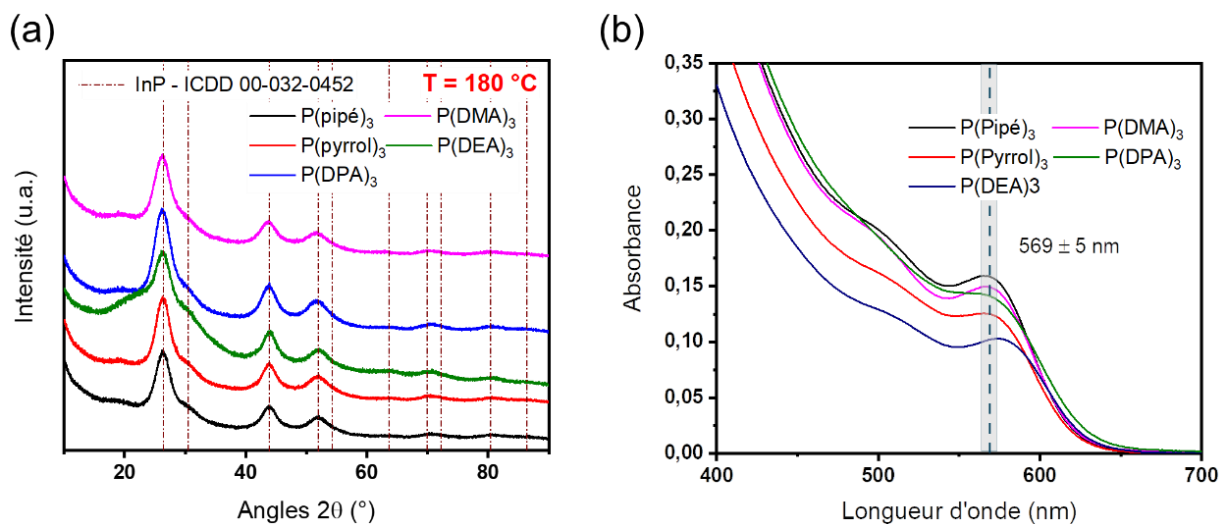 (a)
InP - ICDD 00-032-0452
T = 180 °C
P(pipé)₃
P(DMA)₃
P(pyrrol)₃
P(DEA)₃
P(DPA)₃
Intensité (u.a.)
20
40
60
80
Angles 2θ (°)
(b)
0,35
0,30
0,25
0,20
0,15
0,10
0,05
0,00
Absorbance
P(Pipé)₃
P(DMA)₃
P(Pyrrol)₃
P(DPA)₃
P(DEA)3
569 ± 5 nm
400
500
600
700
Longueur d'onde (nm)